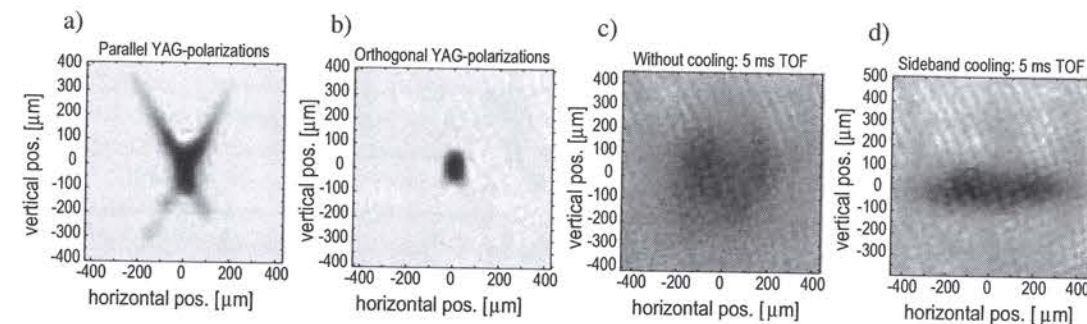 a)
Parallel YAG-polarizations
400
300
200
100
0
-100
-200
-300
-400
vertical pos. [µm]
-400 -200 0 200 400
horizontal pos. [µm]
b)
Orthogonal YAG-polarizations
400
300
200
100
0
-100
-200
-300
-400
vertical pos. [µm]
-400 -200 0 200 400
horizontal pos. [µm]
c)
Without cooling: 5 ms TOF
400
300
200
100
0
-100
-200
-300
-400
vertical pos. [µm]
-400 -200 0 200 400
horizontal pos. [µm]
d)
Sideband cooling: 5 ms TOF
500
400
300
200
100
0
-100
-200
-300
vertical pos. [µm]
-400 -200 0 200 400
horizontal pos. [µm]